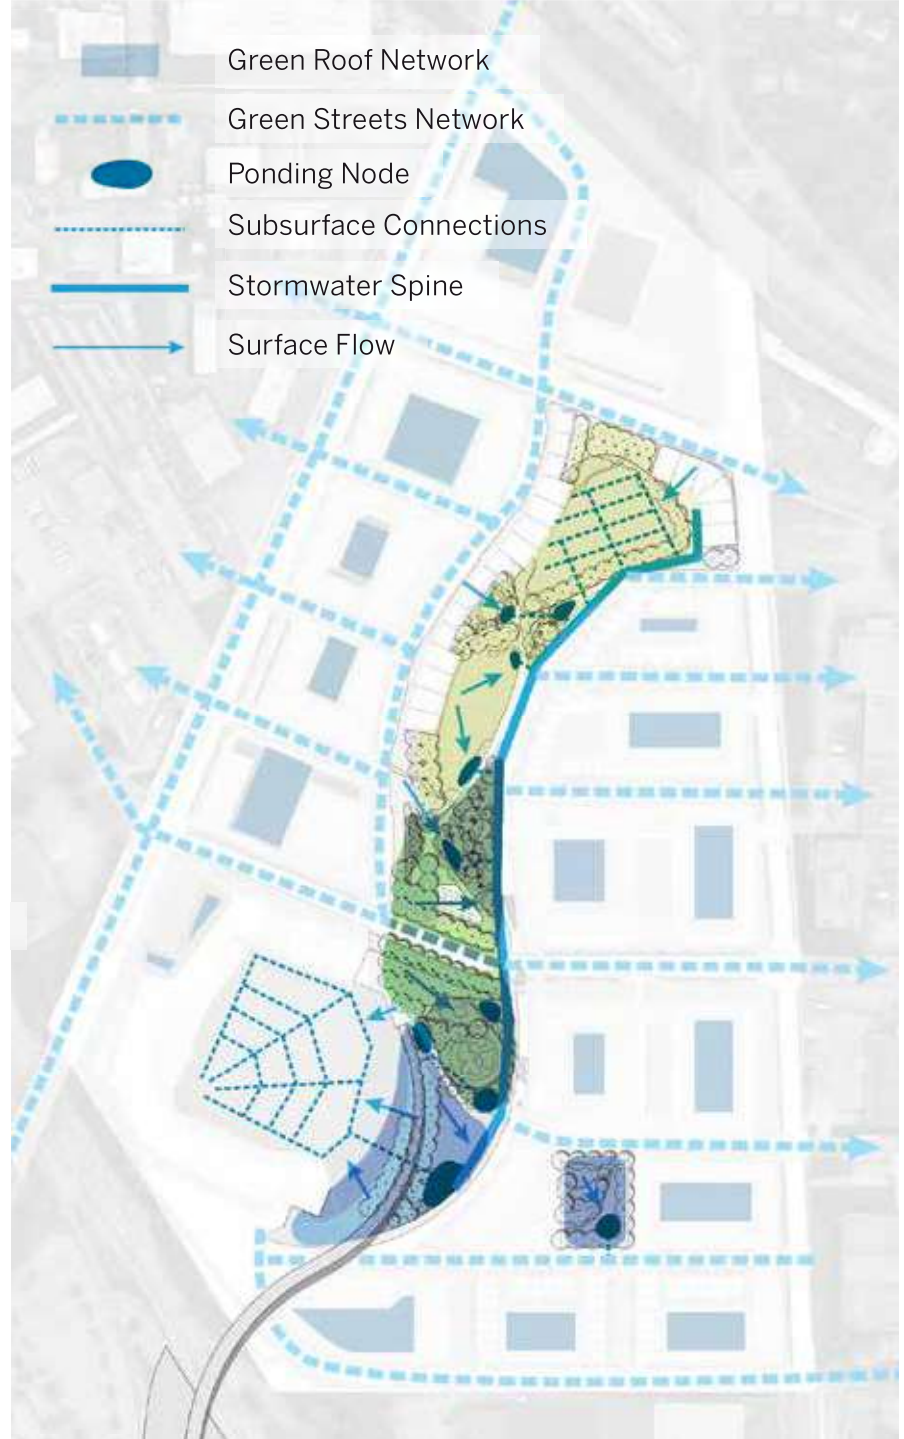 Green Roof Network
Green Streets Network
Ponding Node
Subsurface Connections
Stormwater Spine
Surface Flow